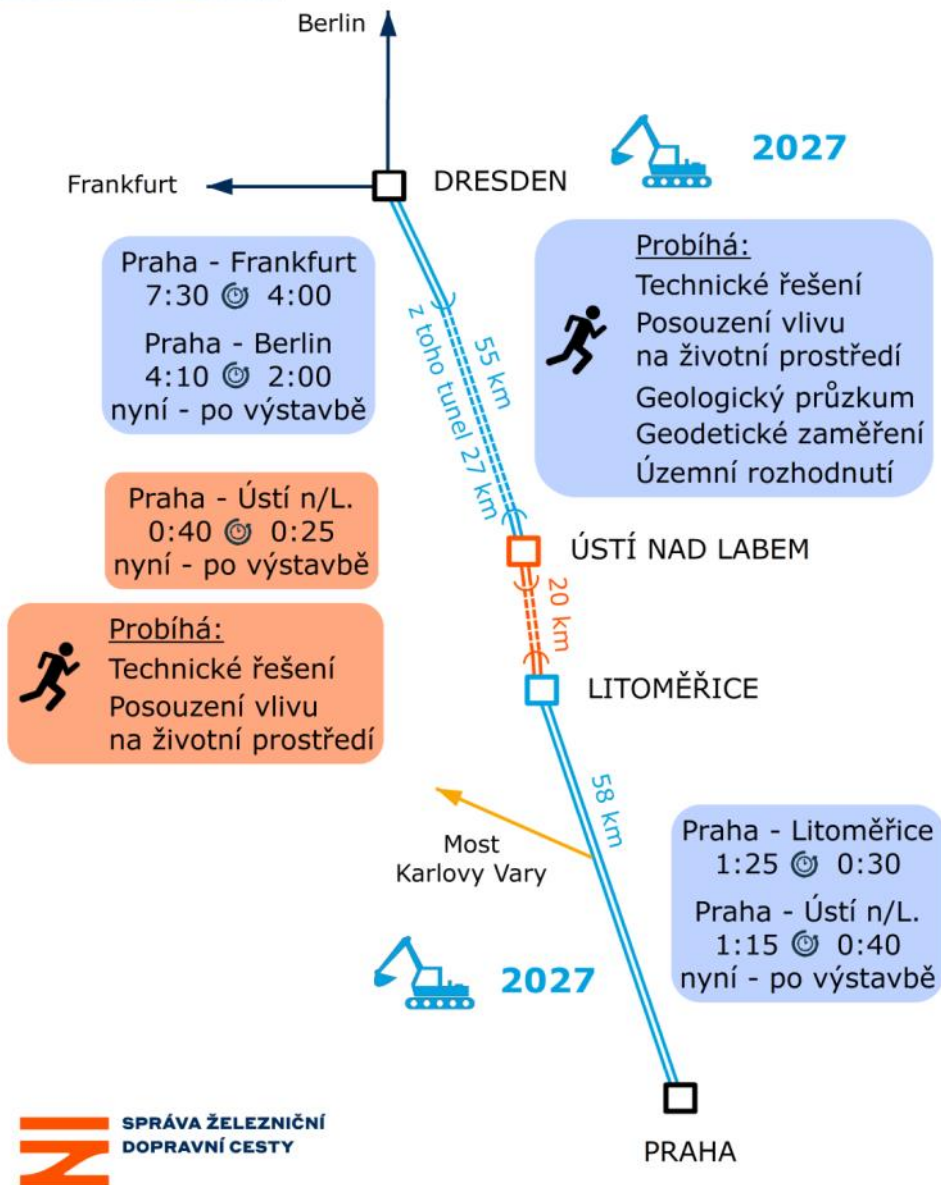 Berlin
2027
Frankfurt
DRESDEN
Praha - Frankfurt
7:30 4:00
Praha - Berlin
4:10 2:00
nyní - po výstavbě
Probíhá:
Technické řešení
Posouzení vlivu
na životní prostředí
Geologický průzkum
Geodetické zaměření
Územní rozhodnutí
55 km
z toho tunel 27 km
Praha - Ústí n/L.
0:40 0:25
nyní - po výstavbě
ÚSTÍ NAD LABEM
20 km
Probíhá:
Technické řešení
Posouzení vlivu
na životní prostředí
LITOMĚŘICE
58 km
Most
Karlovy Vary
Praha - Litoměřice
1:25 0:30
Praha - Ústí n/L.
1:15 0:40
nyní - po výstavbě
2027
SPRÁVA ŽELEZNIČNÍ
DOPRAVNÍ CESTY
PRAHA